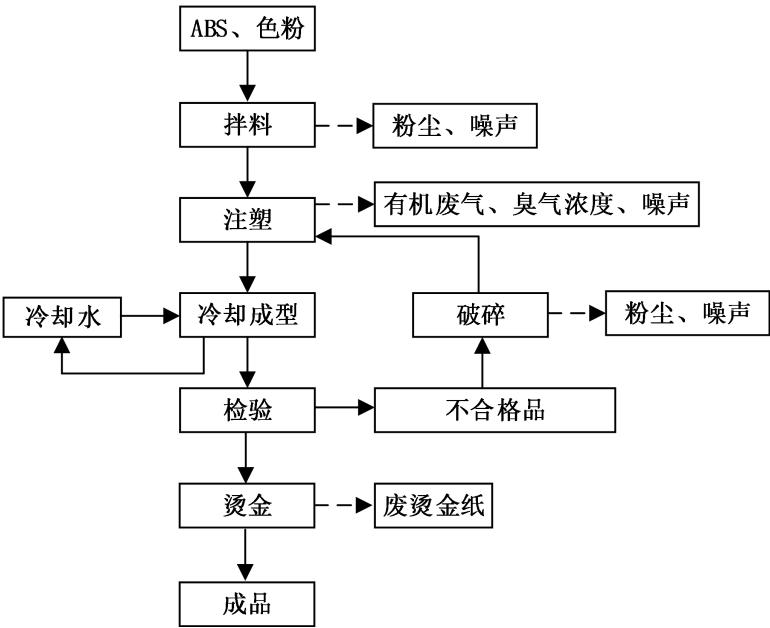 ABS、色粉
拌料
粉尘、噪声
注塑
有机废气、臭气浓度、噪声
冷却水
冷却成型
破碎
粉尘、噪声
检验
不合格品
烫金
废烫金纸
成品